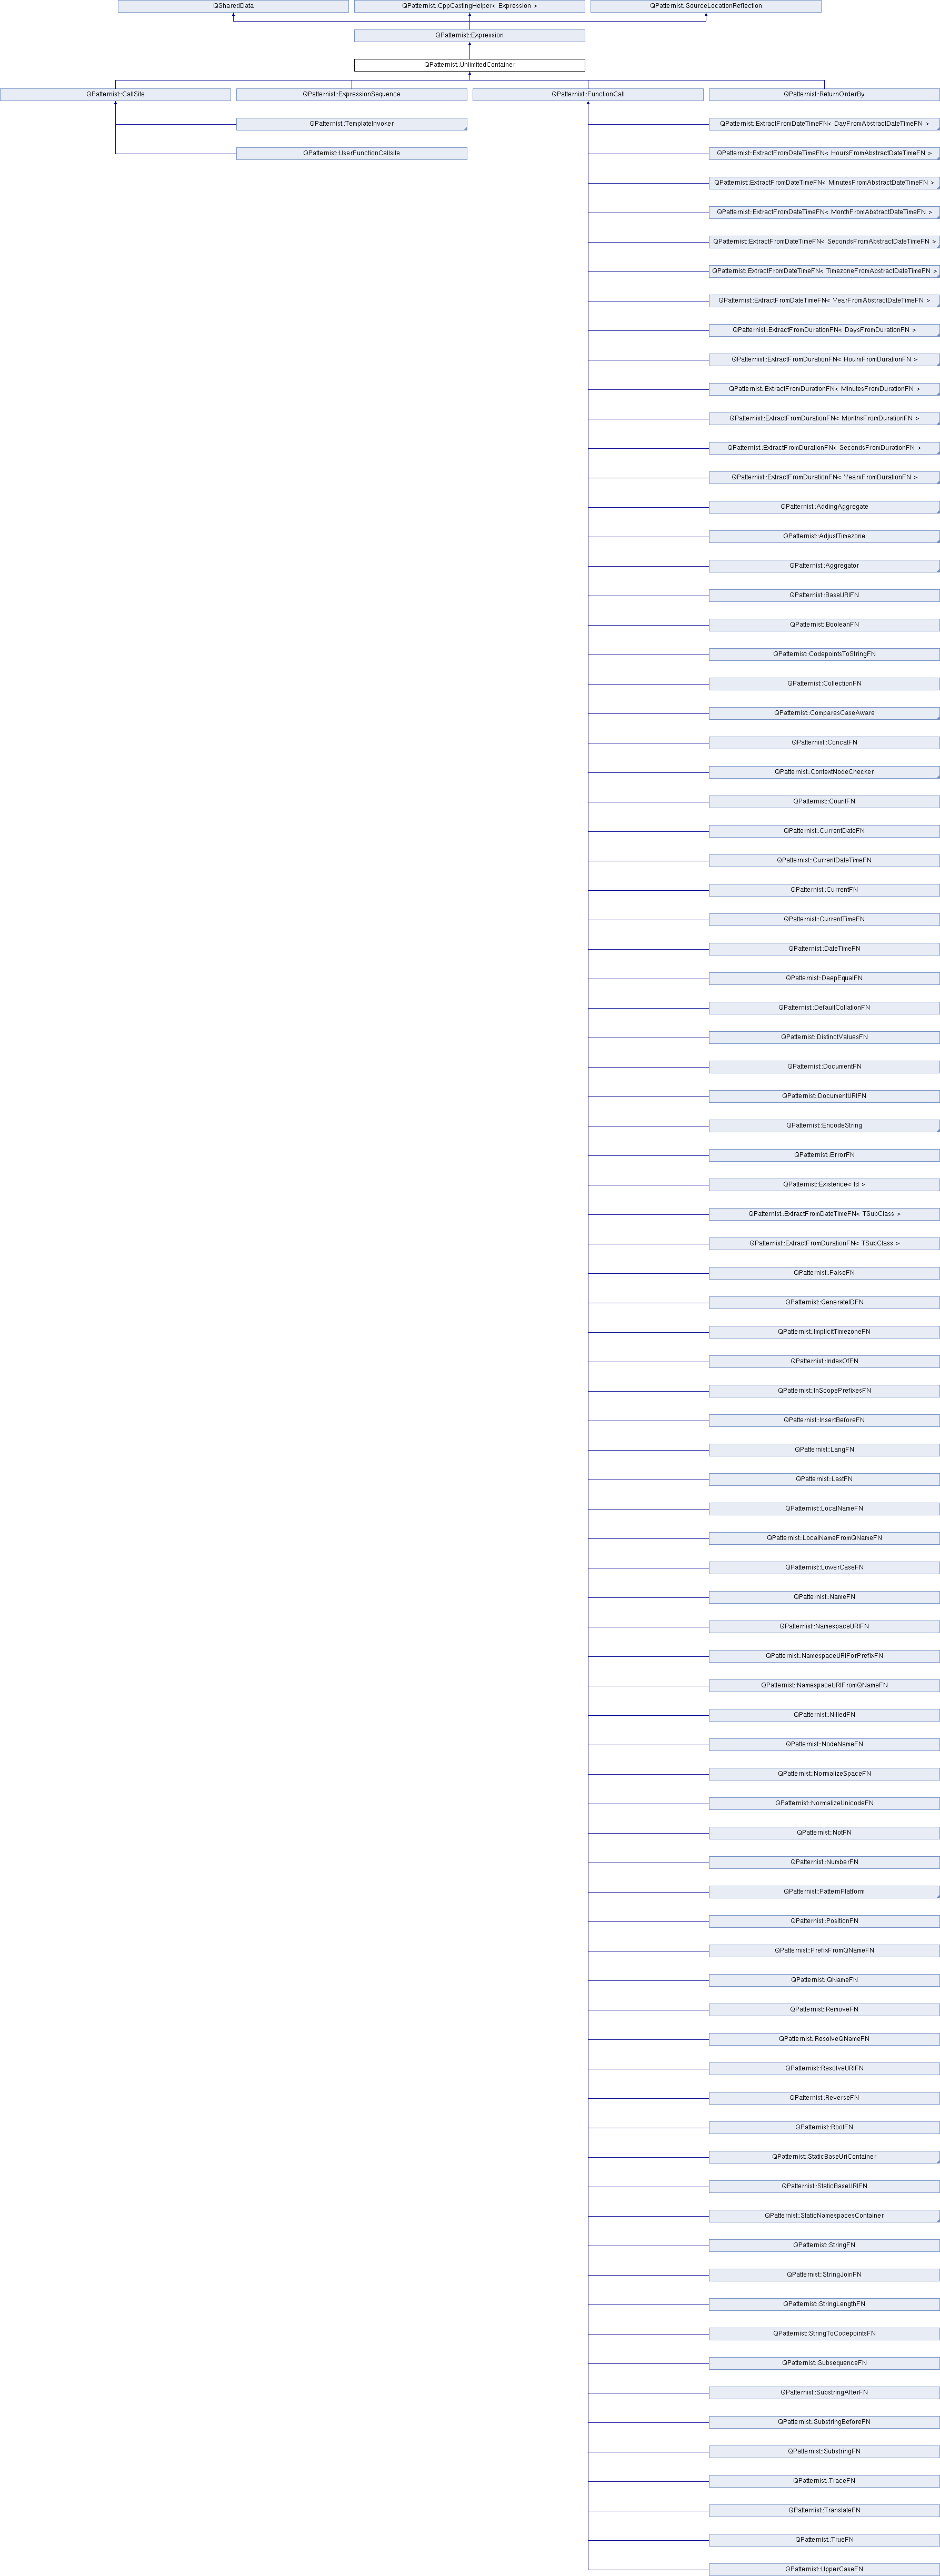 QSharedData
QPatternist::CppCastingHelper< Expression >
QPatternist::SourceLocationReflection
QPatternist::Expression
QPatternist::UnlimitedContainer
QPatternist::CallSite
QPatternist::ExpressionSequence
QPatternist::FunctionCall
QPatternist::ReturnOrderBy
QPatternist::TemplateInvoker
QPatternist::ExtractFromDateTimeFN< DayFromAbstractDateTimeFN >
QPatternist::UserFunctionCallsite
QPatternist::ExtractFromDateTimeFN< HoursFromAbstractDateTimeFN >
QPatternist::ExtractFromDateTimeFN< MinutesFromAbstractDateTimeFN >
QPatternist::ExtractFromDateTimeFN< MonthFromAbstractDateTimeFN >
QPatternist::ExtractFromDateTimeFN< SecondsFromAbstractDateTimeFN >
QPatternist::ExtractFromDateTimeFN< TimezoneFromAbstractDateTimeFN >
QPatternist::ExtractFromDateTimeFN< YearFromAbstractDateTimeFN >
QPatternist::ExtractFromDurationFN< DaysFromDurationFN >
QPatternist::ExtractFromDurationFN< HoursFromDurationFN >
QPatternist::ExtractFromDurationFN< MinutesFromDurationFN >
QPatternist::ExtractFromDurationFN< MonthsFromDurationFN >
QPatternist::ExtractFromDurationFN< SecondsFromDurationFN >
QPatternist::ExtractFromDurationFN< YearsFromDurationFN >
QPatternist::AddingAggregate
QPatternist::AdjustTimezone
QPatternist::Aggregator
QPatternist::BaseURIFN
QPatternist::BooleanFN
QPatternist::CodepointsToStringFN
QPatternist::CollectionFN
QPatternist::ComparesCaseAware
QPatternist::ConcatFN
QPatternist::ContextNodeChecker
QPatternist::CountFN
QPatternist::CurrentDateFN
QPatternist::CurrentDateTimeFN
QPatternist::CurrentFN
QPatternist::CurrentTimeFN
QPatternist::DateTimeFN
QPatternist::DeepEqualFN
QPatternist::DefaultCollationFN
QPatternist::DistinctValuesFN
QPatternist::DocumentFN
QPatternist::DocumentURIFN
QPatternist::EncodeString
QPatternist::ErrorFN
QPatternist::Existence< Id >
QPatternist::ExtractFromDateTimeFN< TSubClass >
QPatternist::ExtractFromDurationFN< TSubClass >
QPatternist::FalseFN
QPatternist::GenerateIDFN
QPatternist::ImplicitTimezoneFN
QPatternist::IndexOfFN
QPatternist::InScopePrefixesFN
QPatternist::InsertBeforeFN
QPatternist::LangFN
QPatternist::LastFN
QPatternist::LocalNameFN
QPatternist::LocalNameFromQNameFN
QPatternist::LowerCaseFN
QPatternist::NameFN
QPatternist::NamespaceURIFN
QPatternist::NamespaceURIForPrefixFN
QPatternist::NamespaceURIFromQNameFN
QPatternist::NilledFN
QPatternist::NodeNameFN
QPatternist::NormalizeSpaceFN
QPatternist::NormalizeUnicodeFN
QPatternist::NotFN
QPatternist::NumberFN
QPatternist::PatternPlatform
QPatternist::PositionFN
QPatternist::PrefixFromQNameFN
QPatternist::QNameFN
QPatternist::RemoveFN
QPatternist::ResolveQNameFN
QPatternist::ResolveURIFN
QPatternist::ReverseFN
QPatternist::RootFN
QPatternist::StaticBaseUriContainer
QPatternist::StaticBaseURIFN
QPatternist::StaticNamespacesContainer
QPatternist::StringFN
QPatternist::StringJoinFN
QPatternist::StringLengthFN
QPatternist::StringToCodepointsFN
QPatternist::SubsequenceFN
QPatternist::SubstringAfterFN
QPatternist::SubstringBeforeFN
QPatternist::SubstringFN
QPatternist::TraceFN
QPatternist::TranslateFN
QPatternist::TrueFN
QPatternist::UpperCaseFN